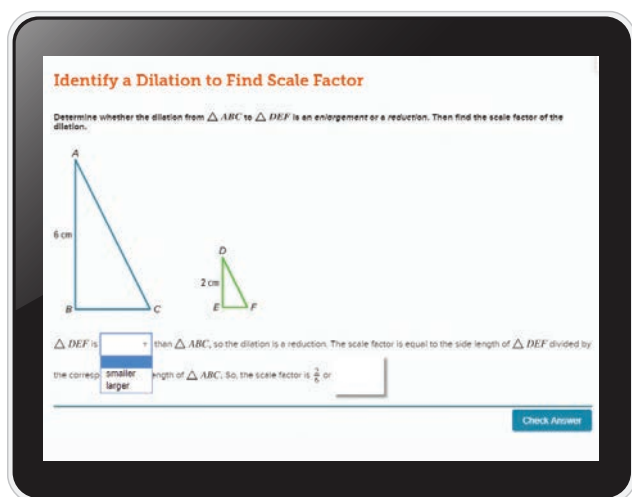 Identify a Dilation to Find Scale Factor
Determine whether the dilation from △ ABC to △ DEF is an enlargement or a reduction. Then find the scale factor of the
dilation.
A
6 cm
B
C
D
2 cm
E
F
△ DEF is than △ ABC, so the dilation is a reduction. The scale factor is equal to the side length of △ DEF divided by
smaller
larger
the corresp ength of △ ABC. So, the scale factor is 2/6 or
Check Answer